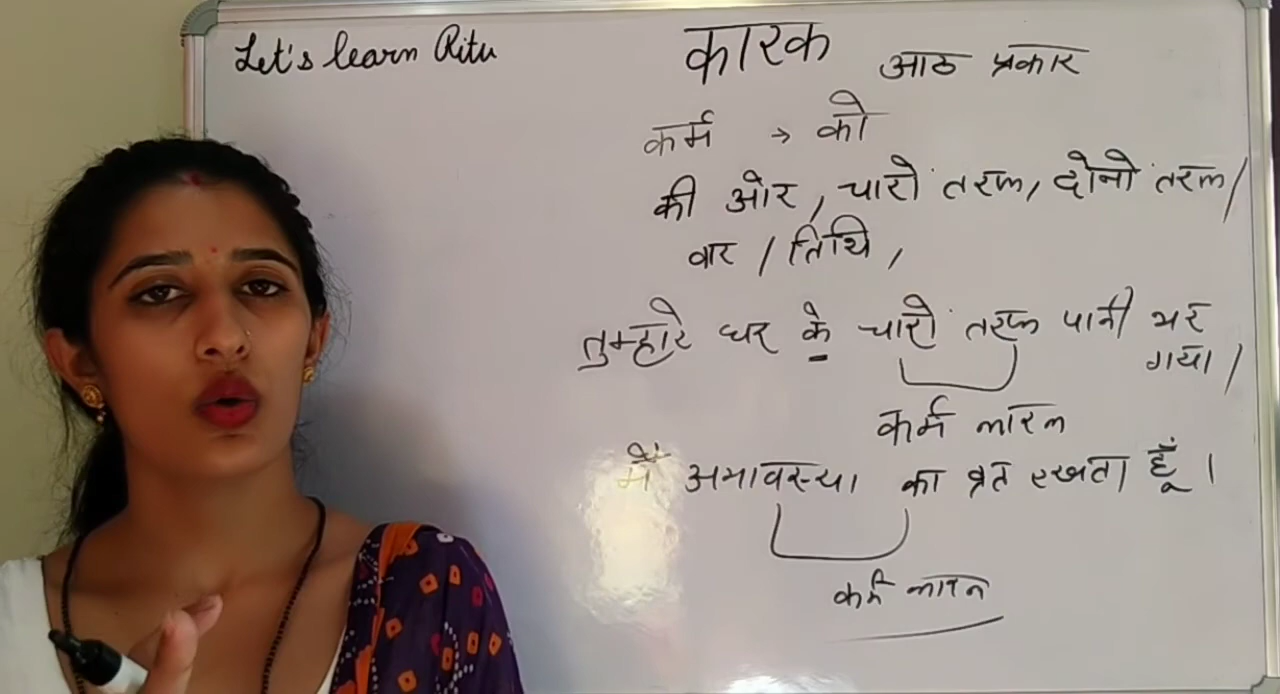 Let's learn Ritu
कारक आठ प्रकार
कर्म → को
की ओर, चारो तरफ, दोनो तरफ/
वार / तिथि,
तुम्हारे घर के चारो तरफ पानी भर
गया।
कर्म कारक
मैं अमावस्या का व्रत रखता हूँ।
कर्म कारक